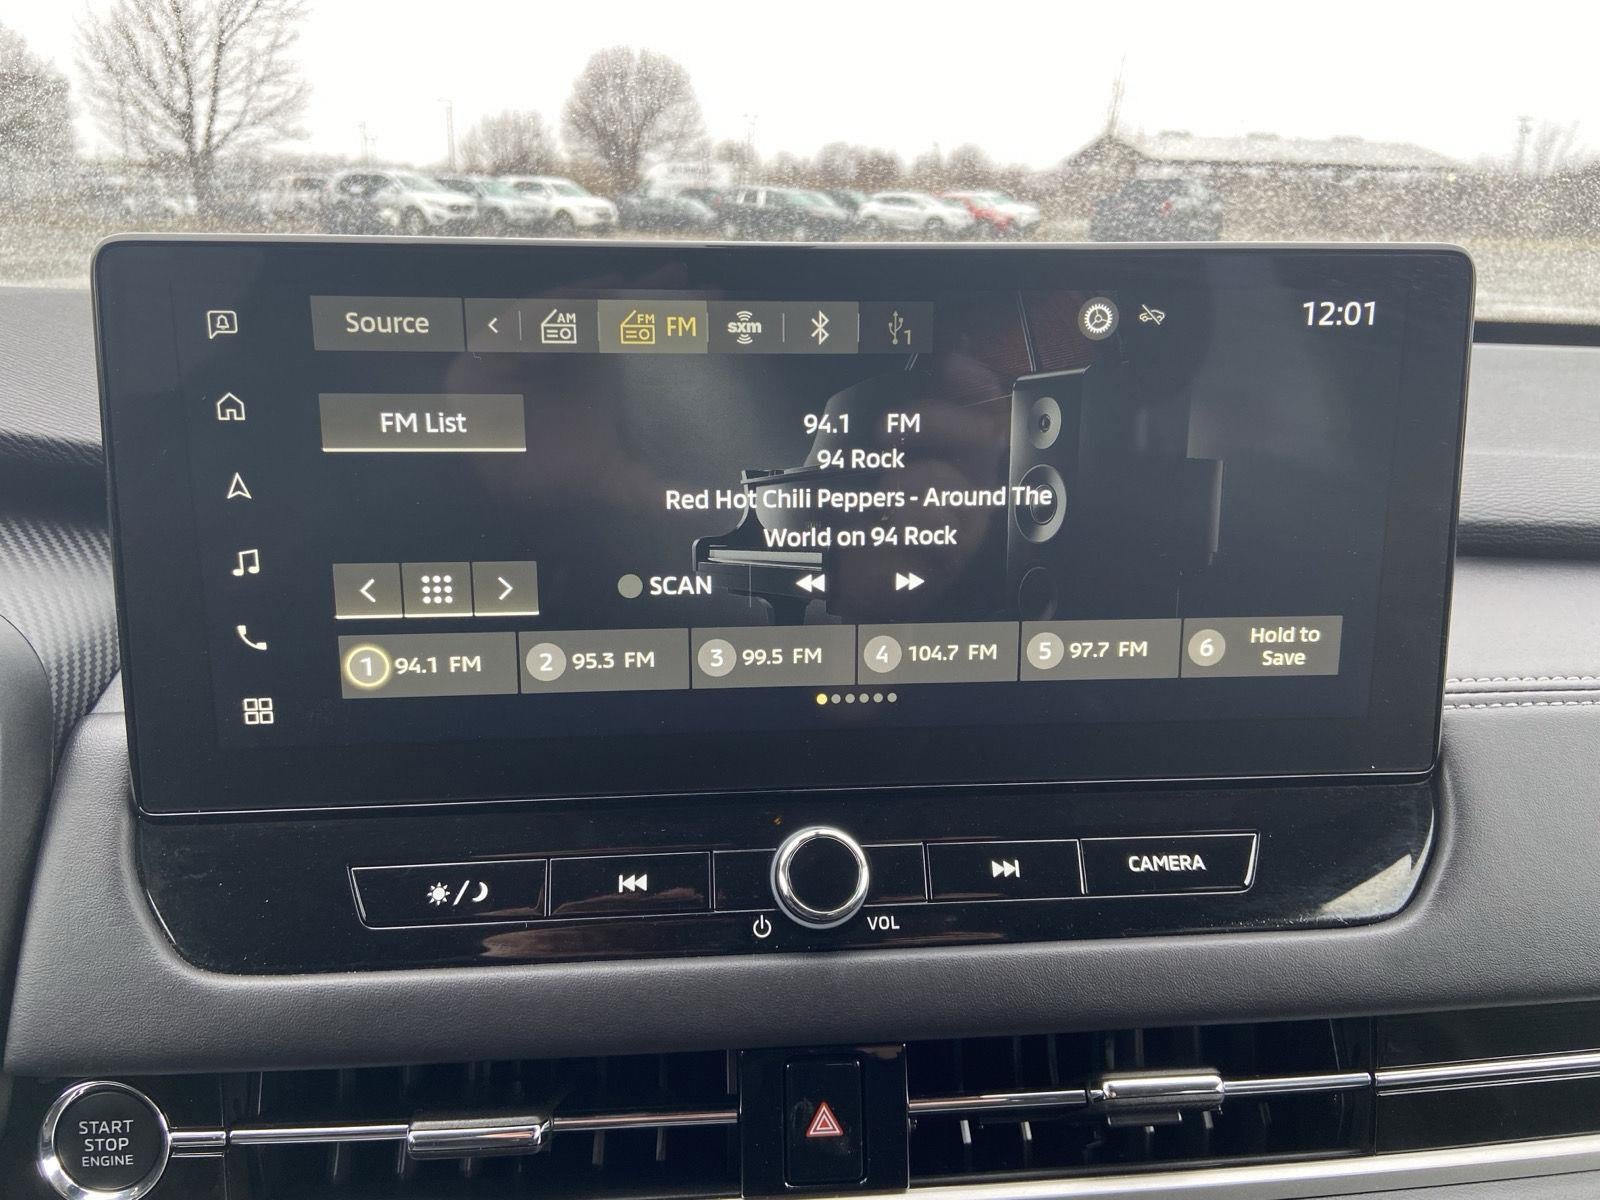 Source
AM
FM FM
sxm
1
12:01
FM List
94.1 FM
94 Rock
Red Hot Chili Peppers - Around The
World on 94 Rock
SCAN
1 94.1 FM
2 95.3 FM
3 99.5 FM
4 104.7 FM
5 97.7 FM
6 Hold to
Save
CAMERA
VOL
START
STOP
ENGINE